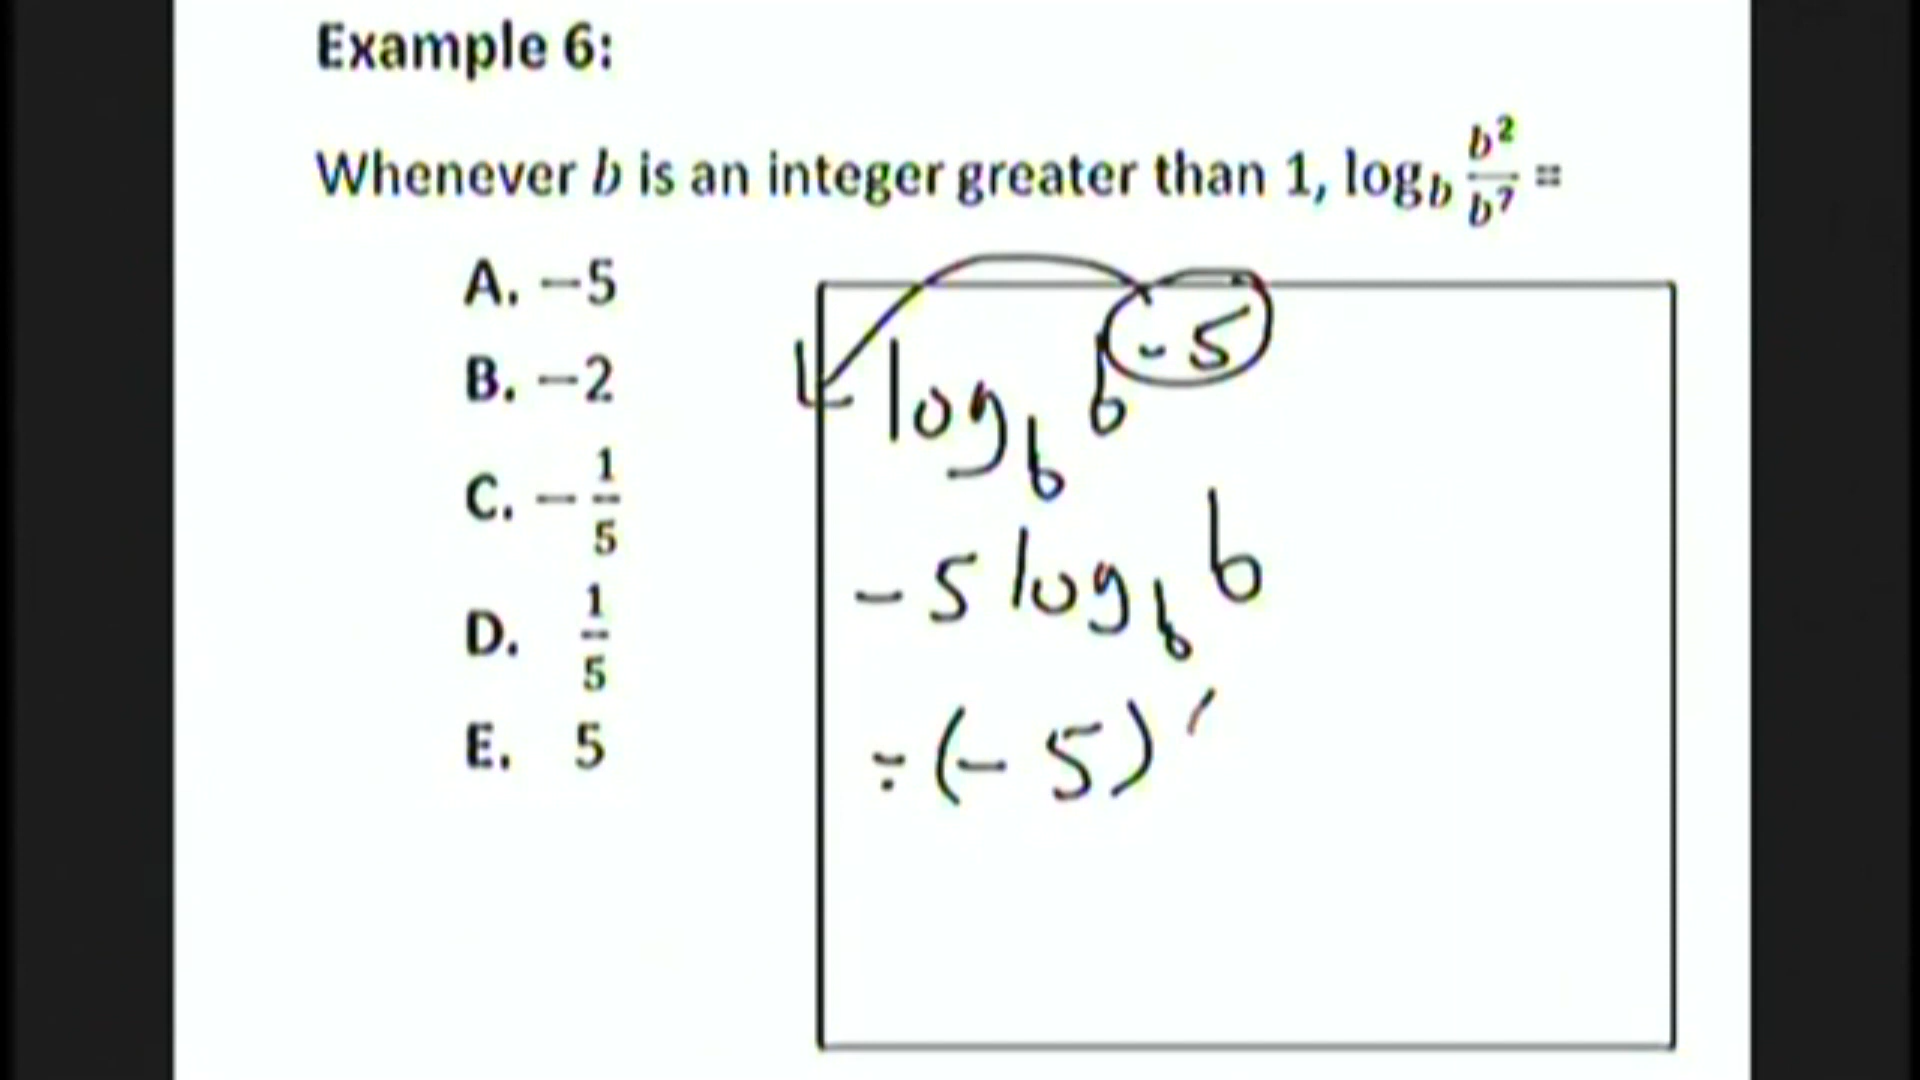 Example 6:
Whenever b is an integer greater than 1, log_b b²/b⁷ =
A. −5
B. −2
C. −1/5
D. 1/5
E. 5
log_b b^-5
-5 log_b b
= (-5)